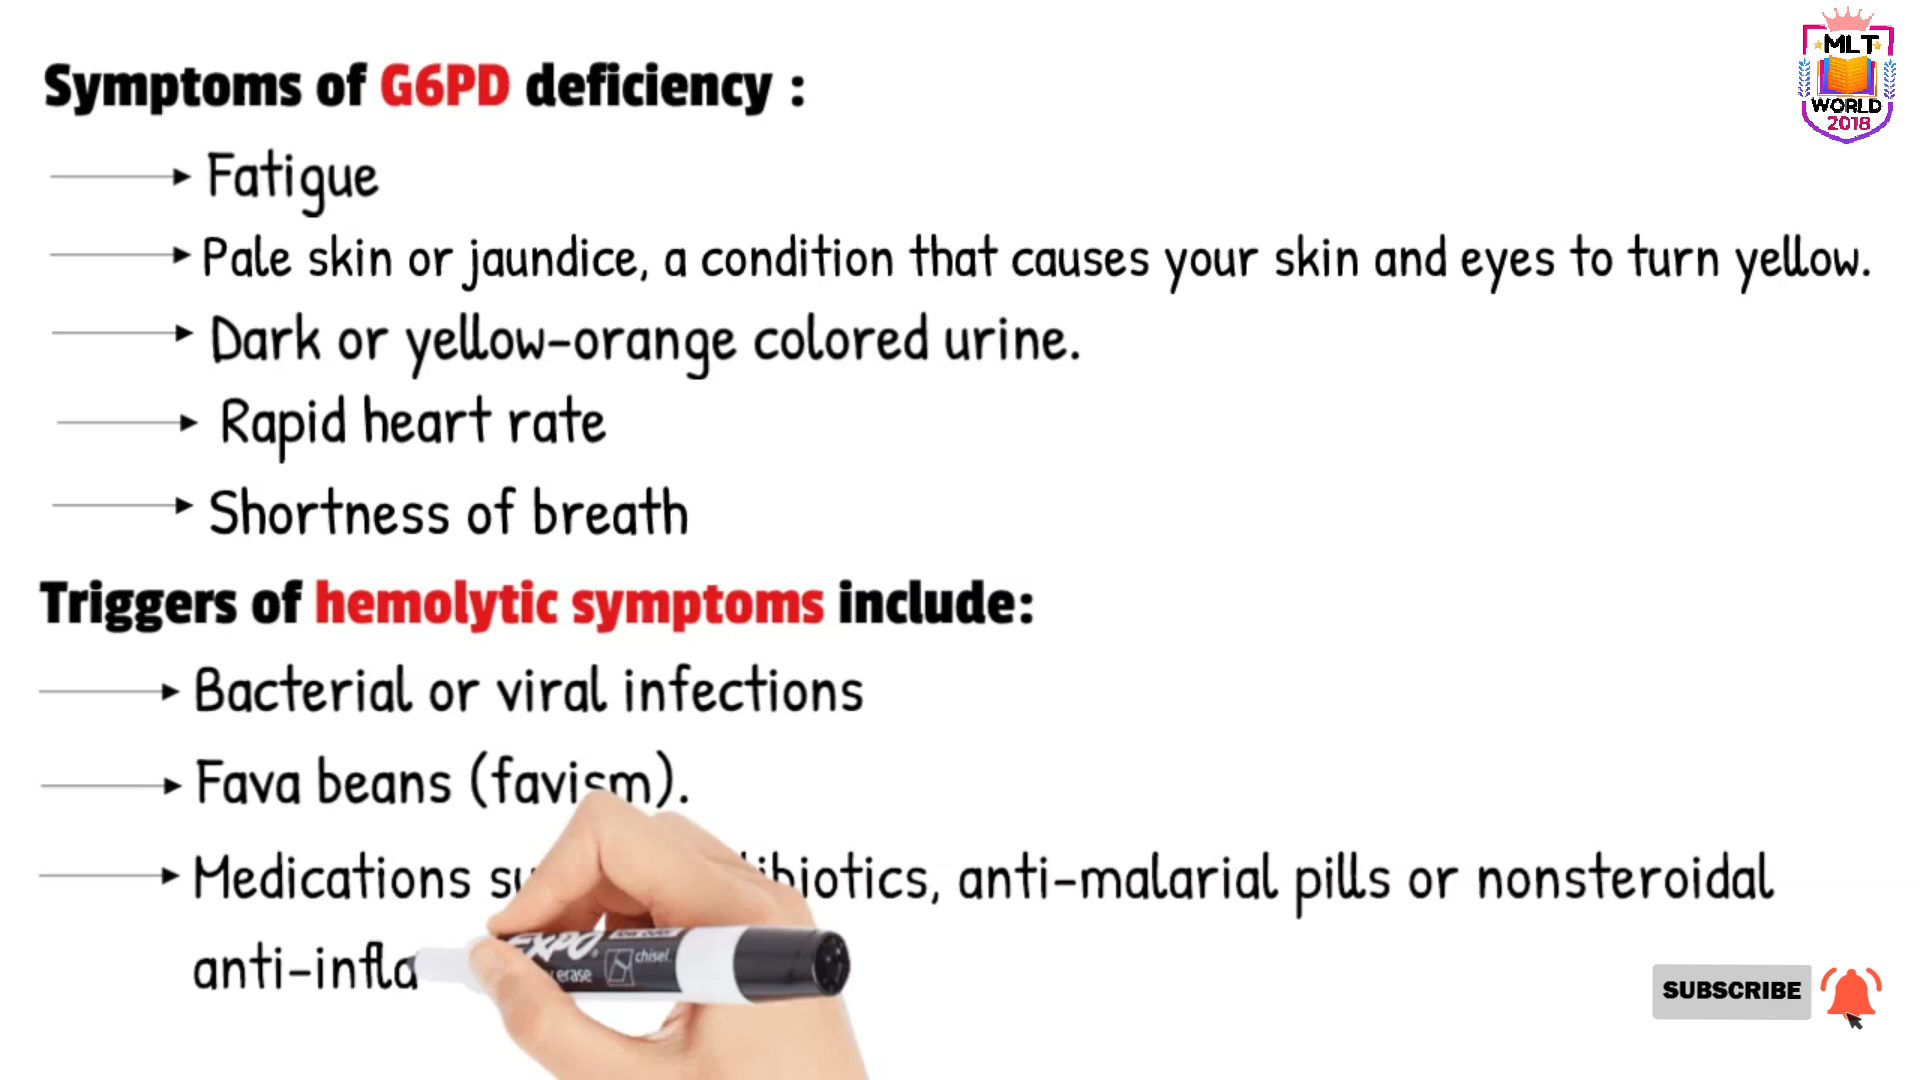 MLT
WORLD
2018
Symptoms of G6PD deficiency :
Fatigue
Pale skin or jaundice, a condition that causes your skin and eyes to turn yellow.
Dark or yellow-orange colored urine.
Rapid heart rate
Shortness of breath
Triggers of hemolytic symptoms include:
Bacterial or viral infections
Fava beans (favism).
Medications anti-malarial pills or nonsteroidal
anti-infla
EXPO
chisel.
erase
SUBSCRIBE